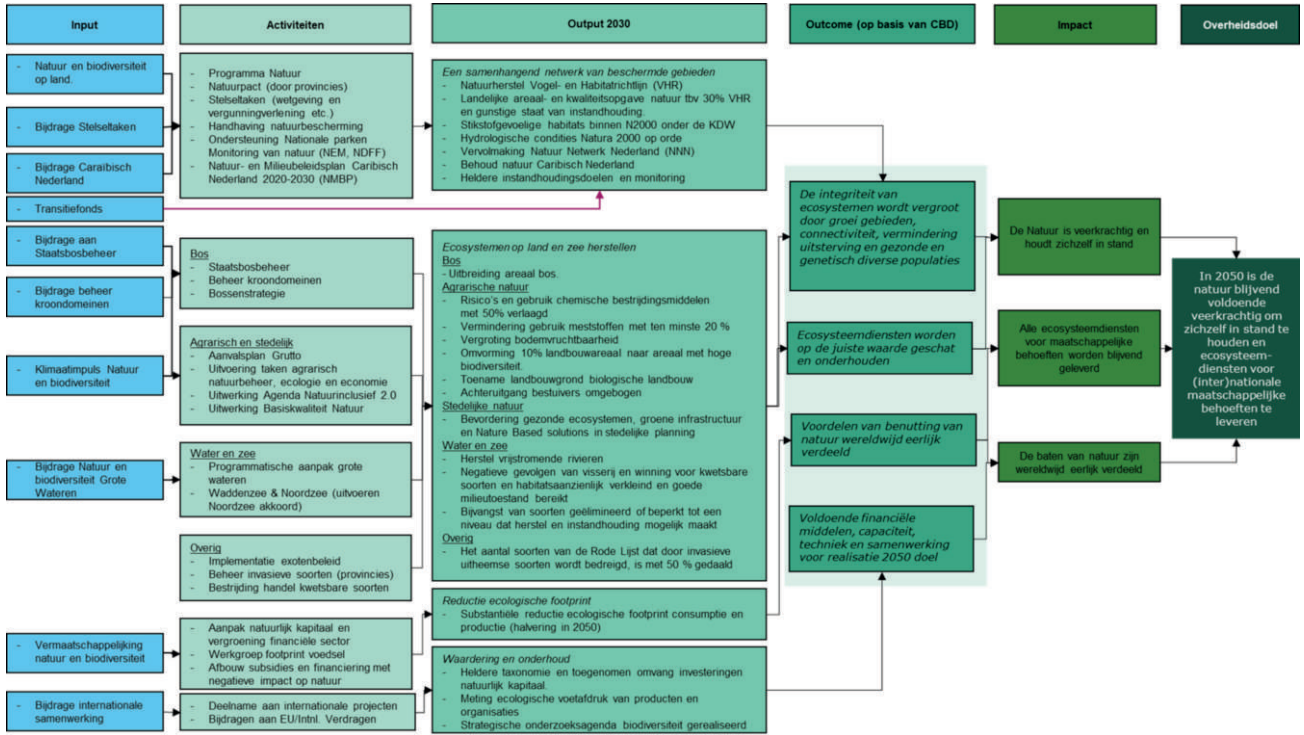 Input
Activiteiten
Output 2030
Outcome (op basis van CBD)
Impact
Overheidsdoel
- Natuur en biodiversiteit
op land.
- Bijdrage Stelseltaken
- Bijdrage Caraïbisch
Nederland
- Transitiefonds
- Bijdrage aan
Staatsbosbeheer
- Bijdrage beheer
kroondomeinen
- Klimaatimpuls Natuur
en biodiversiteit
- Bijdrage Natuur en
biodiversiteit Grote
Wateren
- Vermaatschappelijking
natuur en biodiversiteit
- Bijdrage internationale
samenwerking
- Programma Natuur
- Natuurpact (door provincies)
- Stelseltaken (wetgeving en
vergunningverlening etc.)
- Handhaving natuurbescherming
- Ondersteuning Nationale parken
Monitoring van natuur (NEM, NDFF)
- Natuur- en Milieubeleidsplan Caribisch
Nederland 2020-2030 (NMBP)
Bos
- Staatsbosbeheer
- Beheer kroondomeinen
- Bossenstrategie
Agrarisch en stedelijk
- Aanvalsplan Grutto
- Uitvoering taken agrarisch
natuurbeheer, ecologie en economie
- Uitwerking Agenda Natuurinclusief 2.0
- Uitwerking Basiskwaliteit Natuur
Water en zee
- Programmatische aanpak grote
wateren
- Waddenzee & Noordzee (uitvoeren
Noordzee akkoord)
Overig
- Implementatie exotenbeleid
- Beheer invasieve soorten (provincies)
- Bestrijding handel kwetsbare soorten
- Aanpak natuurlijk kapitaal en
vergroening financiële sector
- Werkgroep footprint voedsel
- Afbouw subsidies en financiering met
negatieve impact op natuur
- Deelname aan internationale projecten
- Bijdragen aan EU/Intnl. Verdragen
Een samenhangend netwerk van beschermde gebieden
- Natuurherstel Vogel- en Habitatrichtlijn (VHR)
- Landelijke areaal- en kwaliteitsopgave natuur tbv 30% VHR
en gunstige staat van instandhouding.
- Stikstofgevoelige habitats binnen N2000 onder de KDW
- Hydrologische condities Natura 2000 op orde
- Vervolmaking Natuur Netwerk Nederland (NNN)
- Behoud natuur Caribisch Nederland
- Heldere instandhoudingsdoelen en monitoring
Ecosystemen op land en zee herstellen
Bos
- Uitbreiding areaal bos.
Agrarische natuur
- Risico's en gebruik chemische bestrijdingsmiddelen
met 50% verlaagd
- Vermindering gebruik meststoffen met ten minste 20 %
- Vergroting bodemvruchtbaarheid
- Omvorming 10% landbouwareaal naar areaal met hoge
biodiversiteit.
- Toename landbouwgrond biologische landbouw
- Achteruitgang bestuivers omgebogen
Stedelijke natuur
- Bevordering gezonde ecosystemen, groene infrastructuur
en Nature Based solutions in stedelijke planning
Water en zee
- Herstel vrijstromende rivieren
- Negatieve gevolgen van visserij en winning voor kwetsbare
soorten en habitatsaanzienlijk verkleind en goede
milieutoestand bereikt
- Bijvangst van soorten geëlimineerd of beperkt tot een
niveau dat herstel en instandhouding mogelijk maakt
Overig
- Het aantal soorten van de Rode Lijst dat door invasieve
uitheemse soorten wordt bedreigd, is met 50 % gedaald
Reductie ecologische footprint
- Substantiële reductie ecologische footprint consumptie en
productie (halvering in 2050)
Waardering en onderhoud
- Heldere taxonomie en toegenomen omvang investeringen
natuurlijk kapitaal.
- Meting ecologische voetafdruk van producten en
organisaties
- Strategische onderzoeksagenda biodiversiteit gerealiseerd
De integriteit van
ecosystemen wordt vergroot
door groei gebieden,
connectiviteit, vermindering
uitsterving en gezonde en
genetisch diverse populaties
Ecosysteemdiensten worden
op de juiste waarde geschat
en onderhouden
Voordelen van benutting van
natuur wereldwijd eerlijk
verdeeld
Voldoende financiële
middelen, capaciteit,
techniek en samenwerking
voor realisatie 2050 doel
De Natuur is veerkrachtig en
houdt zichzelf in stand
Alle ecosysteemdiensten
voor maatschappelijke
behoeften worden blijvend
geleverd
De baten van natuur zijn
wereldwijd eerlijk verdeeld
In 2050 is de
natuur blijvend
voldoende
veerkrachtig om
zichzelf in stand te
houden en
ecosysteem-
diensten voor
(inter)nationale
maatschappelijke
behoeften te
leveren